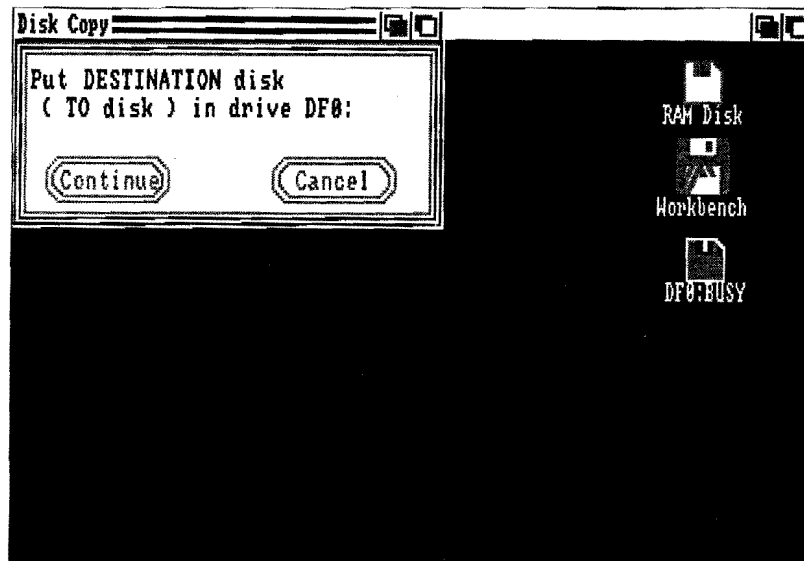 Disk Copy
Put DESTINATION disk
( TO disk ) in drive DF0:
Continue
Cancel
RAM Disk
Workbench
DF0:BUSY